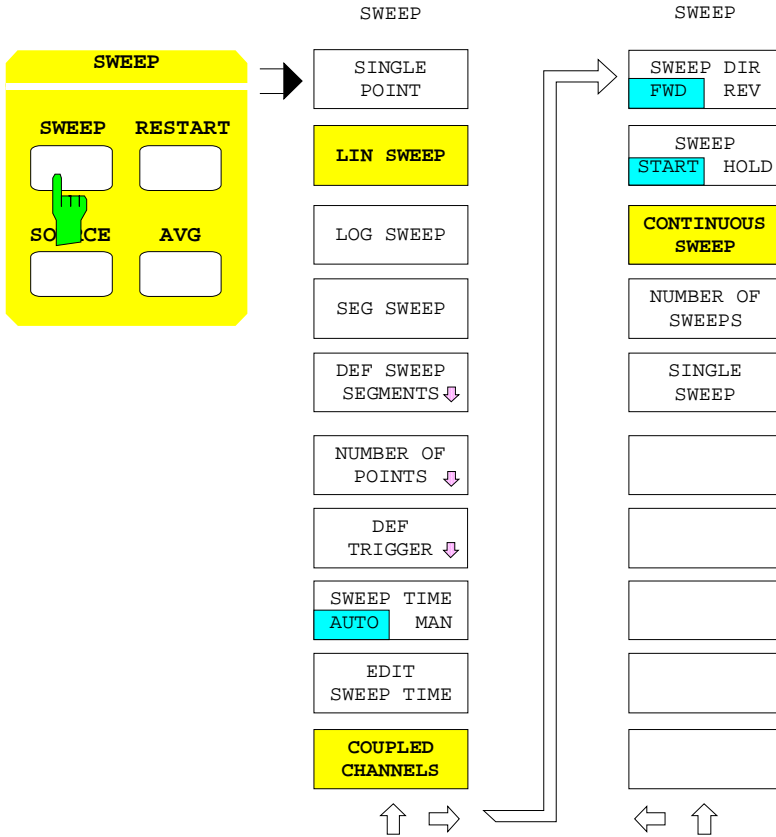 SWEEP
SWEEP RESTART
SO RCE AVG
SWEEP
SINGLE
POINT
LIN SWEEP
LOG SWEEP
SEG SWEEP
DEF SWEEP
SEGMENTS
NUMBER OF
POINTS
DEF
TRIGGER
SWEEP TIME
AUTO MAN
EDIT
SWEEP TIME
COUPLED
CHANNELS
SWEEP
SWEEP DIR
FWD REV
SWEEP
START HOLD
CONTINUOUS
SWEEP
NUMBER OF
SWEEPS
SINGLE
SWEEP